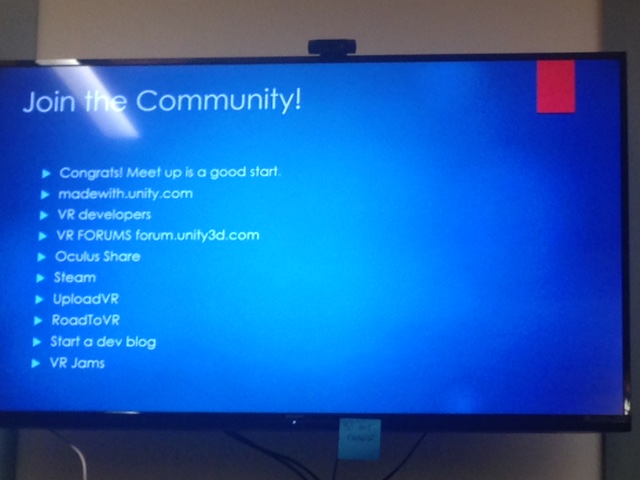 Join the Community!
Congrats! Meet up is a good start.
madewith.unity.com
VR developers
VR FORUMS forum.unity3d.com
Oculus Share
Steam
UploadVR
RoadToVR
Start a dev blog
VR Jams